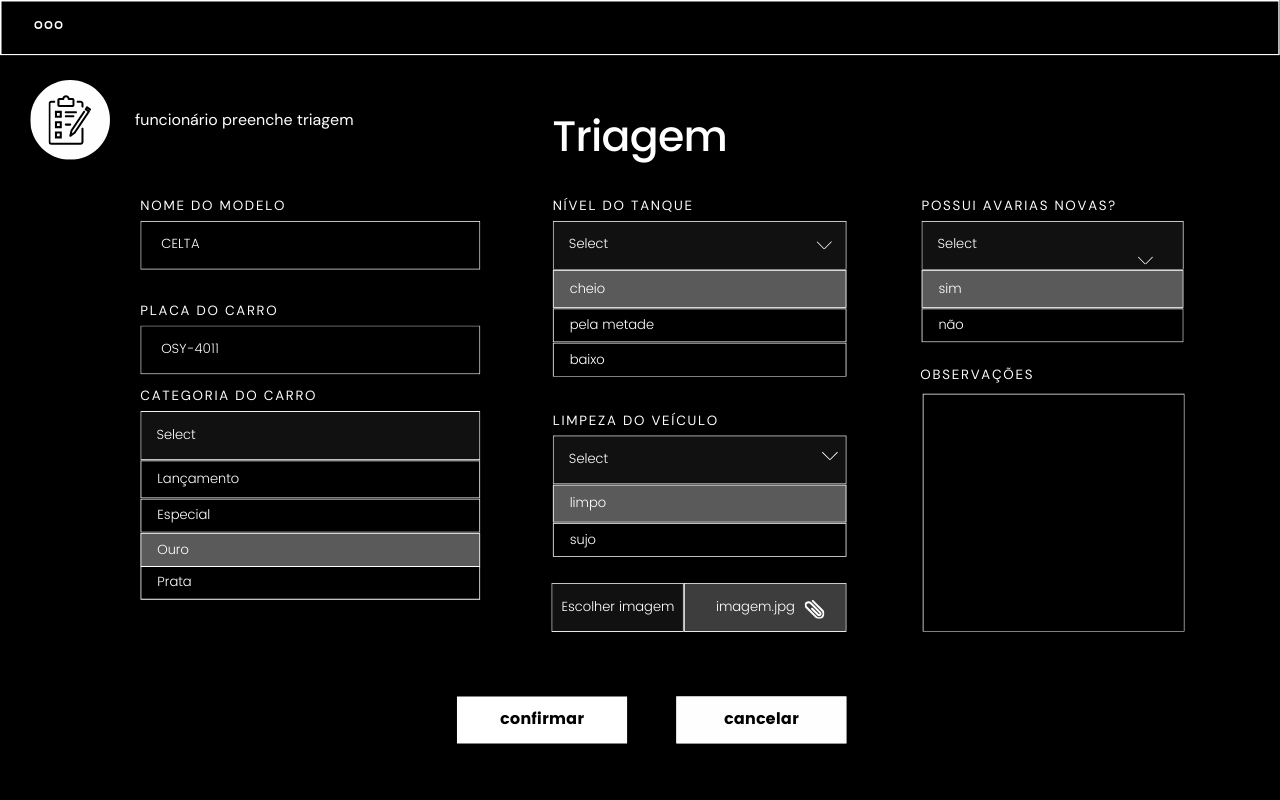 funcionário preenche triagem
Triagem
NOME DO MODELO
CELTA
PLACA DO CARRO
OSY-4011
CATEGORIA DO CARRO
Select
Lançamento
Especial
Ouro
Prata
NÍVEL DO TANQUE
Select
cheio
pela metade
baixo
LIMPEZA DO VEÍCULO
Select
limpo
sujo
Escolher imagem
imagem.jpg
POSSUI AVARIAS NOVAS?
Select
sim
não
OBSERVAÇÕES
confirmar
cancelar